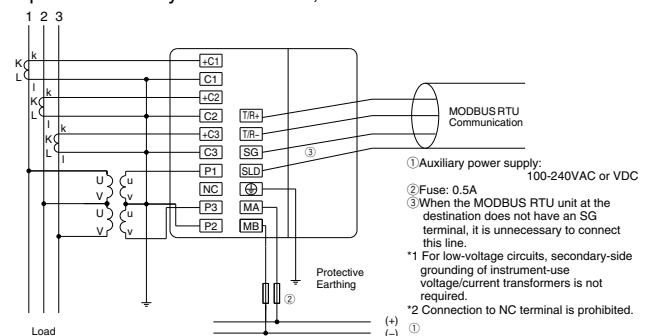 1 2 3
K k
L l
K k
L l
K k
L l
U u
V v
U u
V v
+C1
C1
+C2
C2
+C3
C3
P1
NC
P3
P2
T/R+
T/R−
SG
SLD
MA
MB
③
②
MODBUS RTU
Communication
Protective
Earthing
(+)
(−) ①
Load
①Auxiliary power supply:
100-240VAC or VDC
②Fuse: 0.5A
③When the MODBUS RTU unit at the
destination does not have an SG
terminal, it is unnecessary to connect
this line.
*1 For low-voltage circuits, secondary-side
grounding of instrument-use
voltage/current transformers is not
required.
*2 Connection to NC terminal is prohibited.